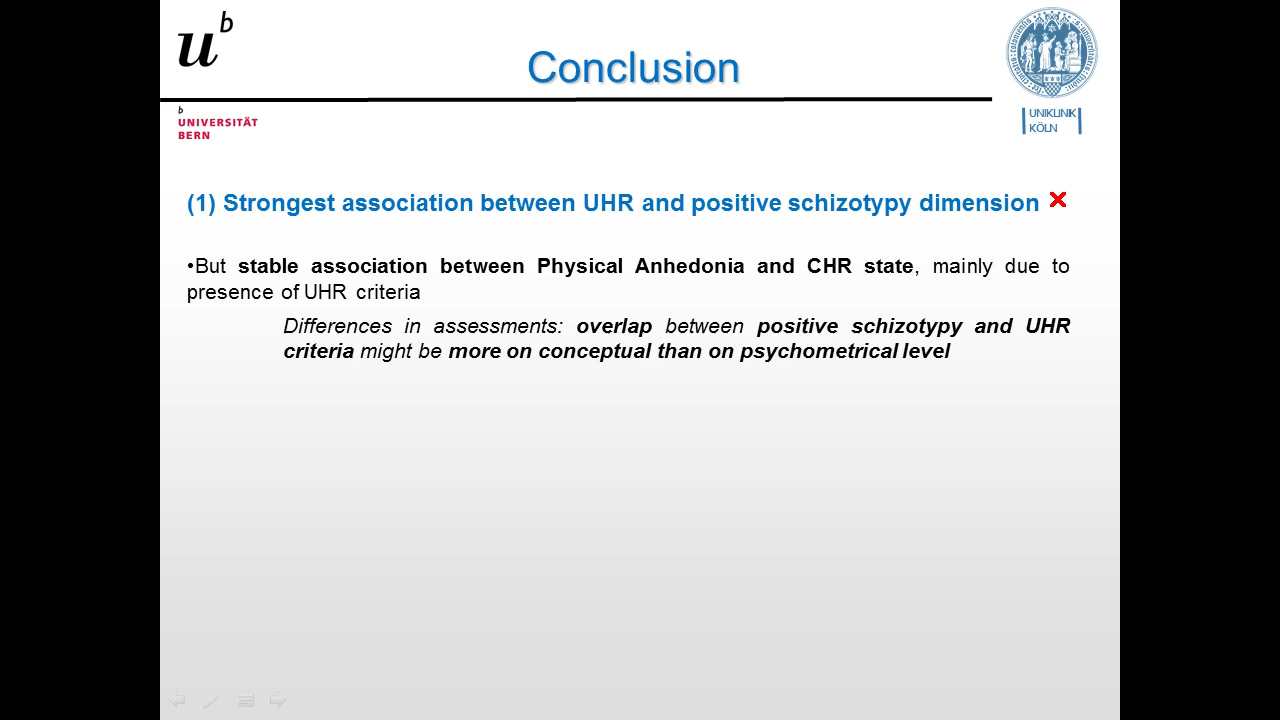 u b
Conclusion
b
UNIVERSITÄT
BERN
UNIKLINIK
KÖLN
(1) Strongest association between UHR and positive schizotypy dimension
•But stable association between Physical Anhedonia and CHR state, mainly due to
presence of UHR criteria
Differences in assessments: overlap between positive schizotypy and UHR
criteria might be more on conceptual than on psychometrical level